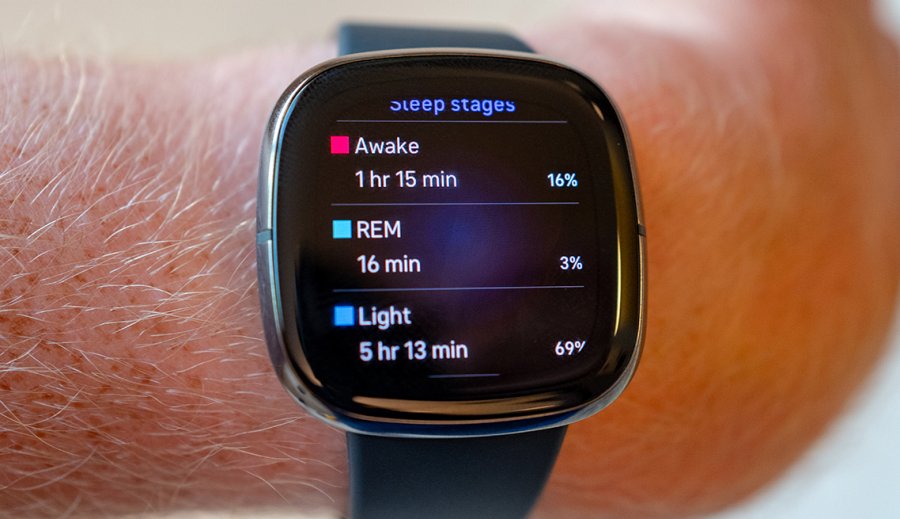 Sleep stages
Awake
1 hr 15 min 16%
REM
16 min 3%
Light
5 hr 13 min 69%